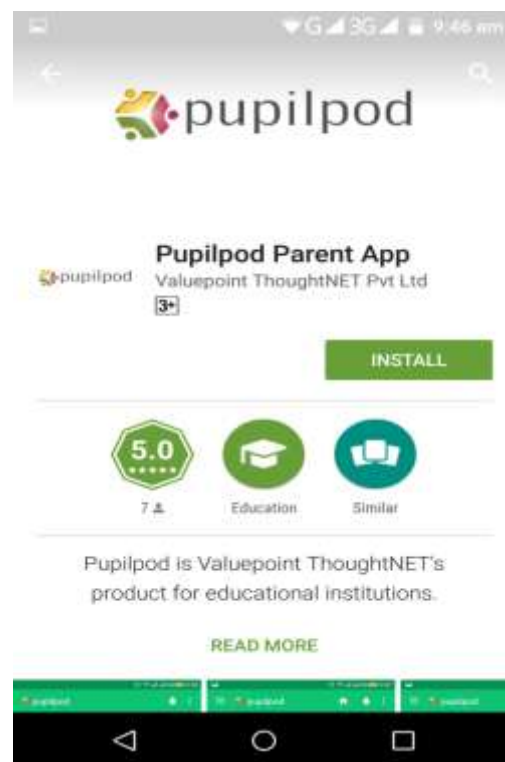 G 3G 9:46 am
pupilpod
Pupilpod Parent App
pupilpod
Valuepoint ThoughtNET Pvt Ltd
3+
INSTALL
5.0
7
Education
Similar
Pupilpod is Valuepoint ThoughtNET's
product for educational institutions.
READ MORE